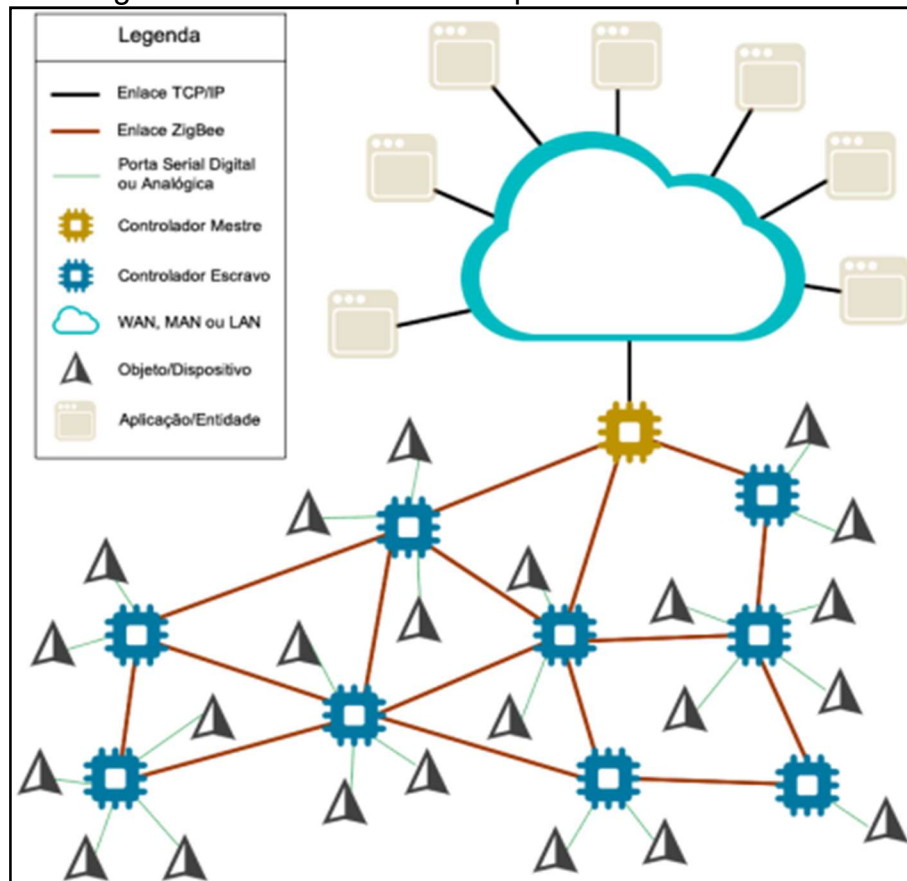 Legenda
Enlace TCP/IP
Enlace ZigBee
Porta Serial Digital
ou Analógica
Controlador Mestre
Controlador Escravo
WAN, MAN ou LAN
Objeto/Dispositivo
Aplicação/Entidade